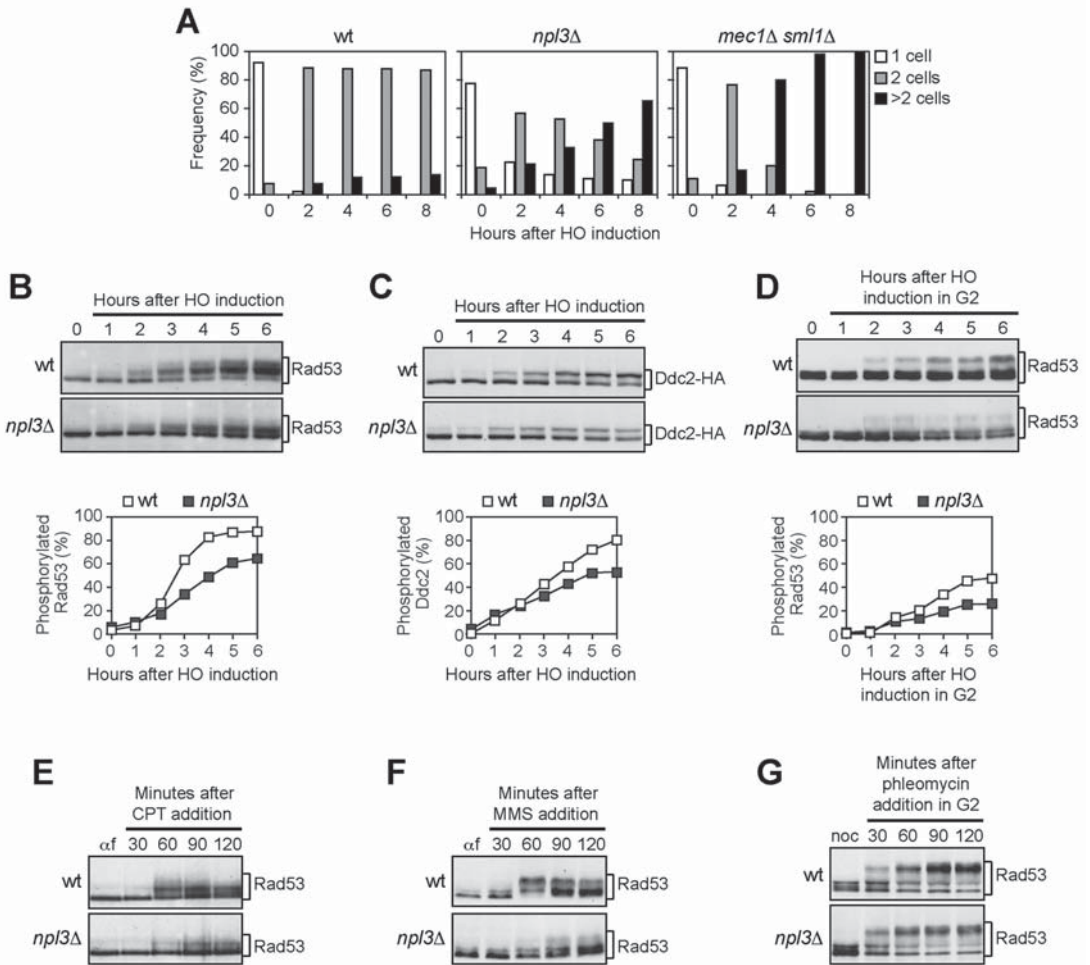 A
wt
npl3Δ
mec1Δ sml1Δ
1 cell
2 cells
>2 cells
Frequency (%)
100
80
60
40
20
0
0 2 4 6 8 0 2 4 6 8 0 2 4 6 8
Hours after HO induction
B
Hours after HO induction
0 1 2 3 4 5 6
wt
Rad53
npl3Δ
Rad53
wt npl3Δ
Phosphorylated
Rad53 (%)
100
80
60
40
20
0
0 1 2 3 4 5 6
Hours after HO induction
C
Hours after HO induction
0 1 2 3 4 5 6
wt
Ddc2-HA
npl3Δ
Ddc2-HA
wt npl3Δ
Phosphorylated
Ddc2 (%)
100
80
60
40
20
0
0 1 2 3 4 5 6
Hours after HO induction
D
Hours after HO
induction in G2
0 1 2 3 4 5 6
wt
Rad53
npl3Δ
Rad53
wt npl3Δ
Phosphorylated
Rad53 (%)
100
80
60
40
20
0
0 1 2 3 4 5 6
Hours after HO
induction in G2
E
Minutes after
CPT addition
αf 30 60 90 120
wt
Rad53
npl3Δ
Rad53
F
Minutes after
MMS addition
αf 30 60 90 120
wt
Rad53
npl3Δ
Rad53
G
Minutes after
phleomycin
addition in G2
noc 30 60 90 120
wt
Rad53
npl3Δ
Rad53